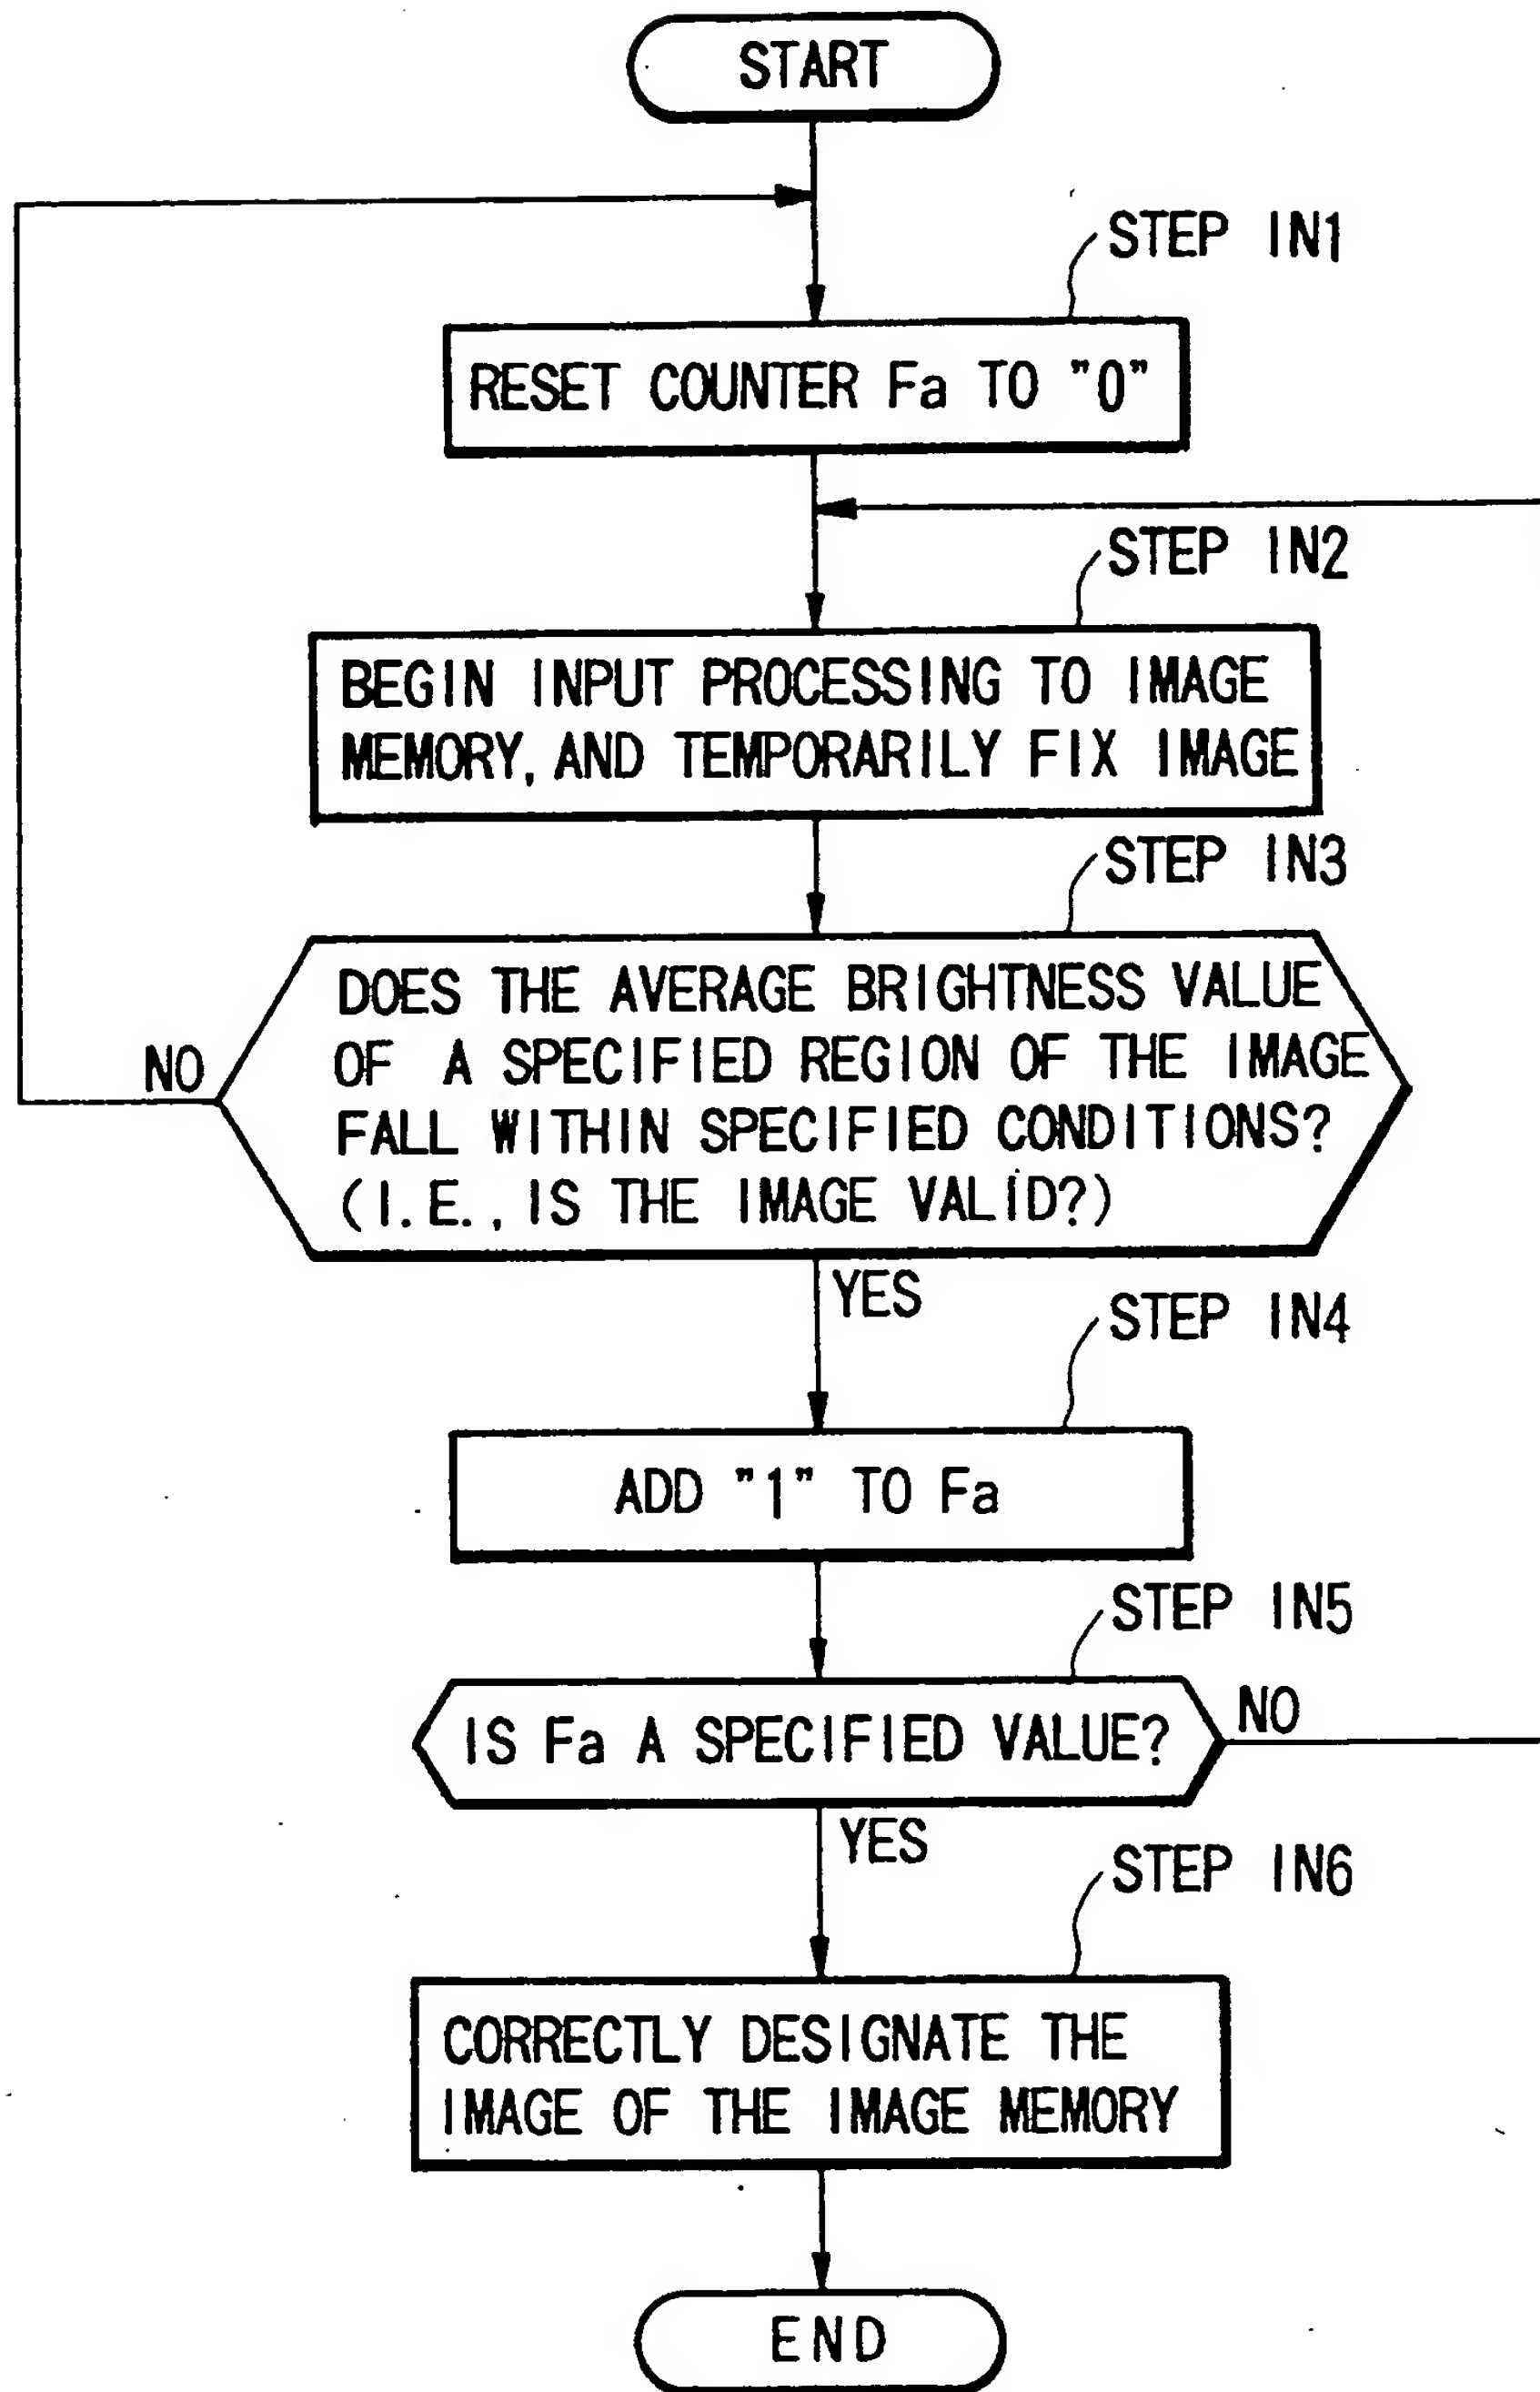 START
STEP IN1
RESET COUNTER Fa TO "0"
STEP IN2
BEGIN INPUT PROCESSING TO IMAGE
MEMORY, AND TEMPORARILY FIX IMAGE
STEP IN3
DOES THE AVERAGE BRIGHTNESS VALUE
OF A SPECIFIED REGION OF THE IMAGE
FALL WITHIN SPECIFIED CONDITIONS?
(I.E., IS THE IMAGE VALID?)
NO
YES
STEP IN4
ADD "1" TO Fa
STEP IN5
IS Fa A SPECIFIED VALUE?
NO
YES
STEP IN6
CORRECTLY DESIGNATE THE
IMAGE OF THE IMAGE MEMORY
END